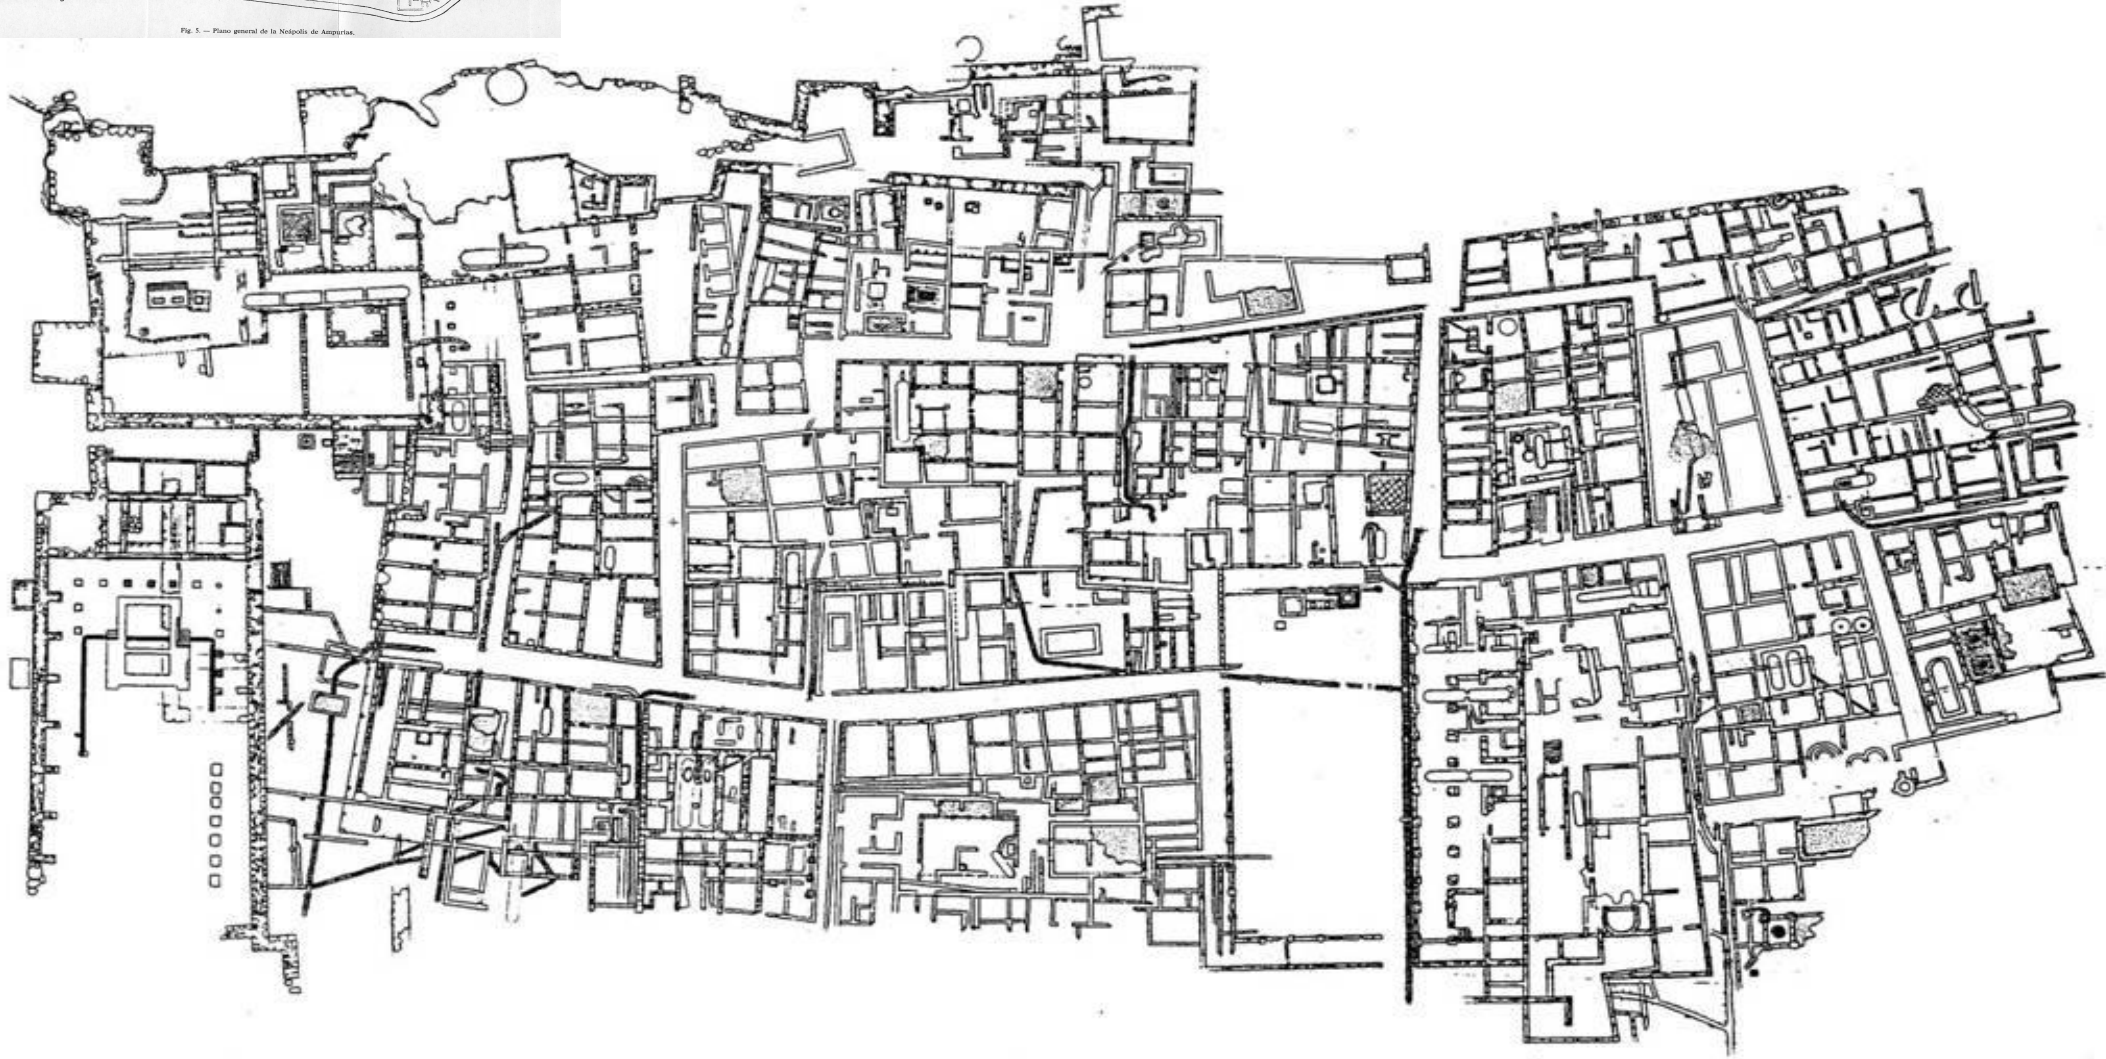 Fig. 5. — Plano general de la Neápolis de Ampurias.